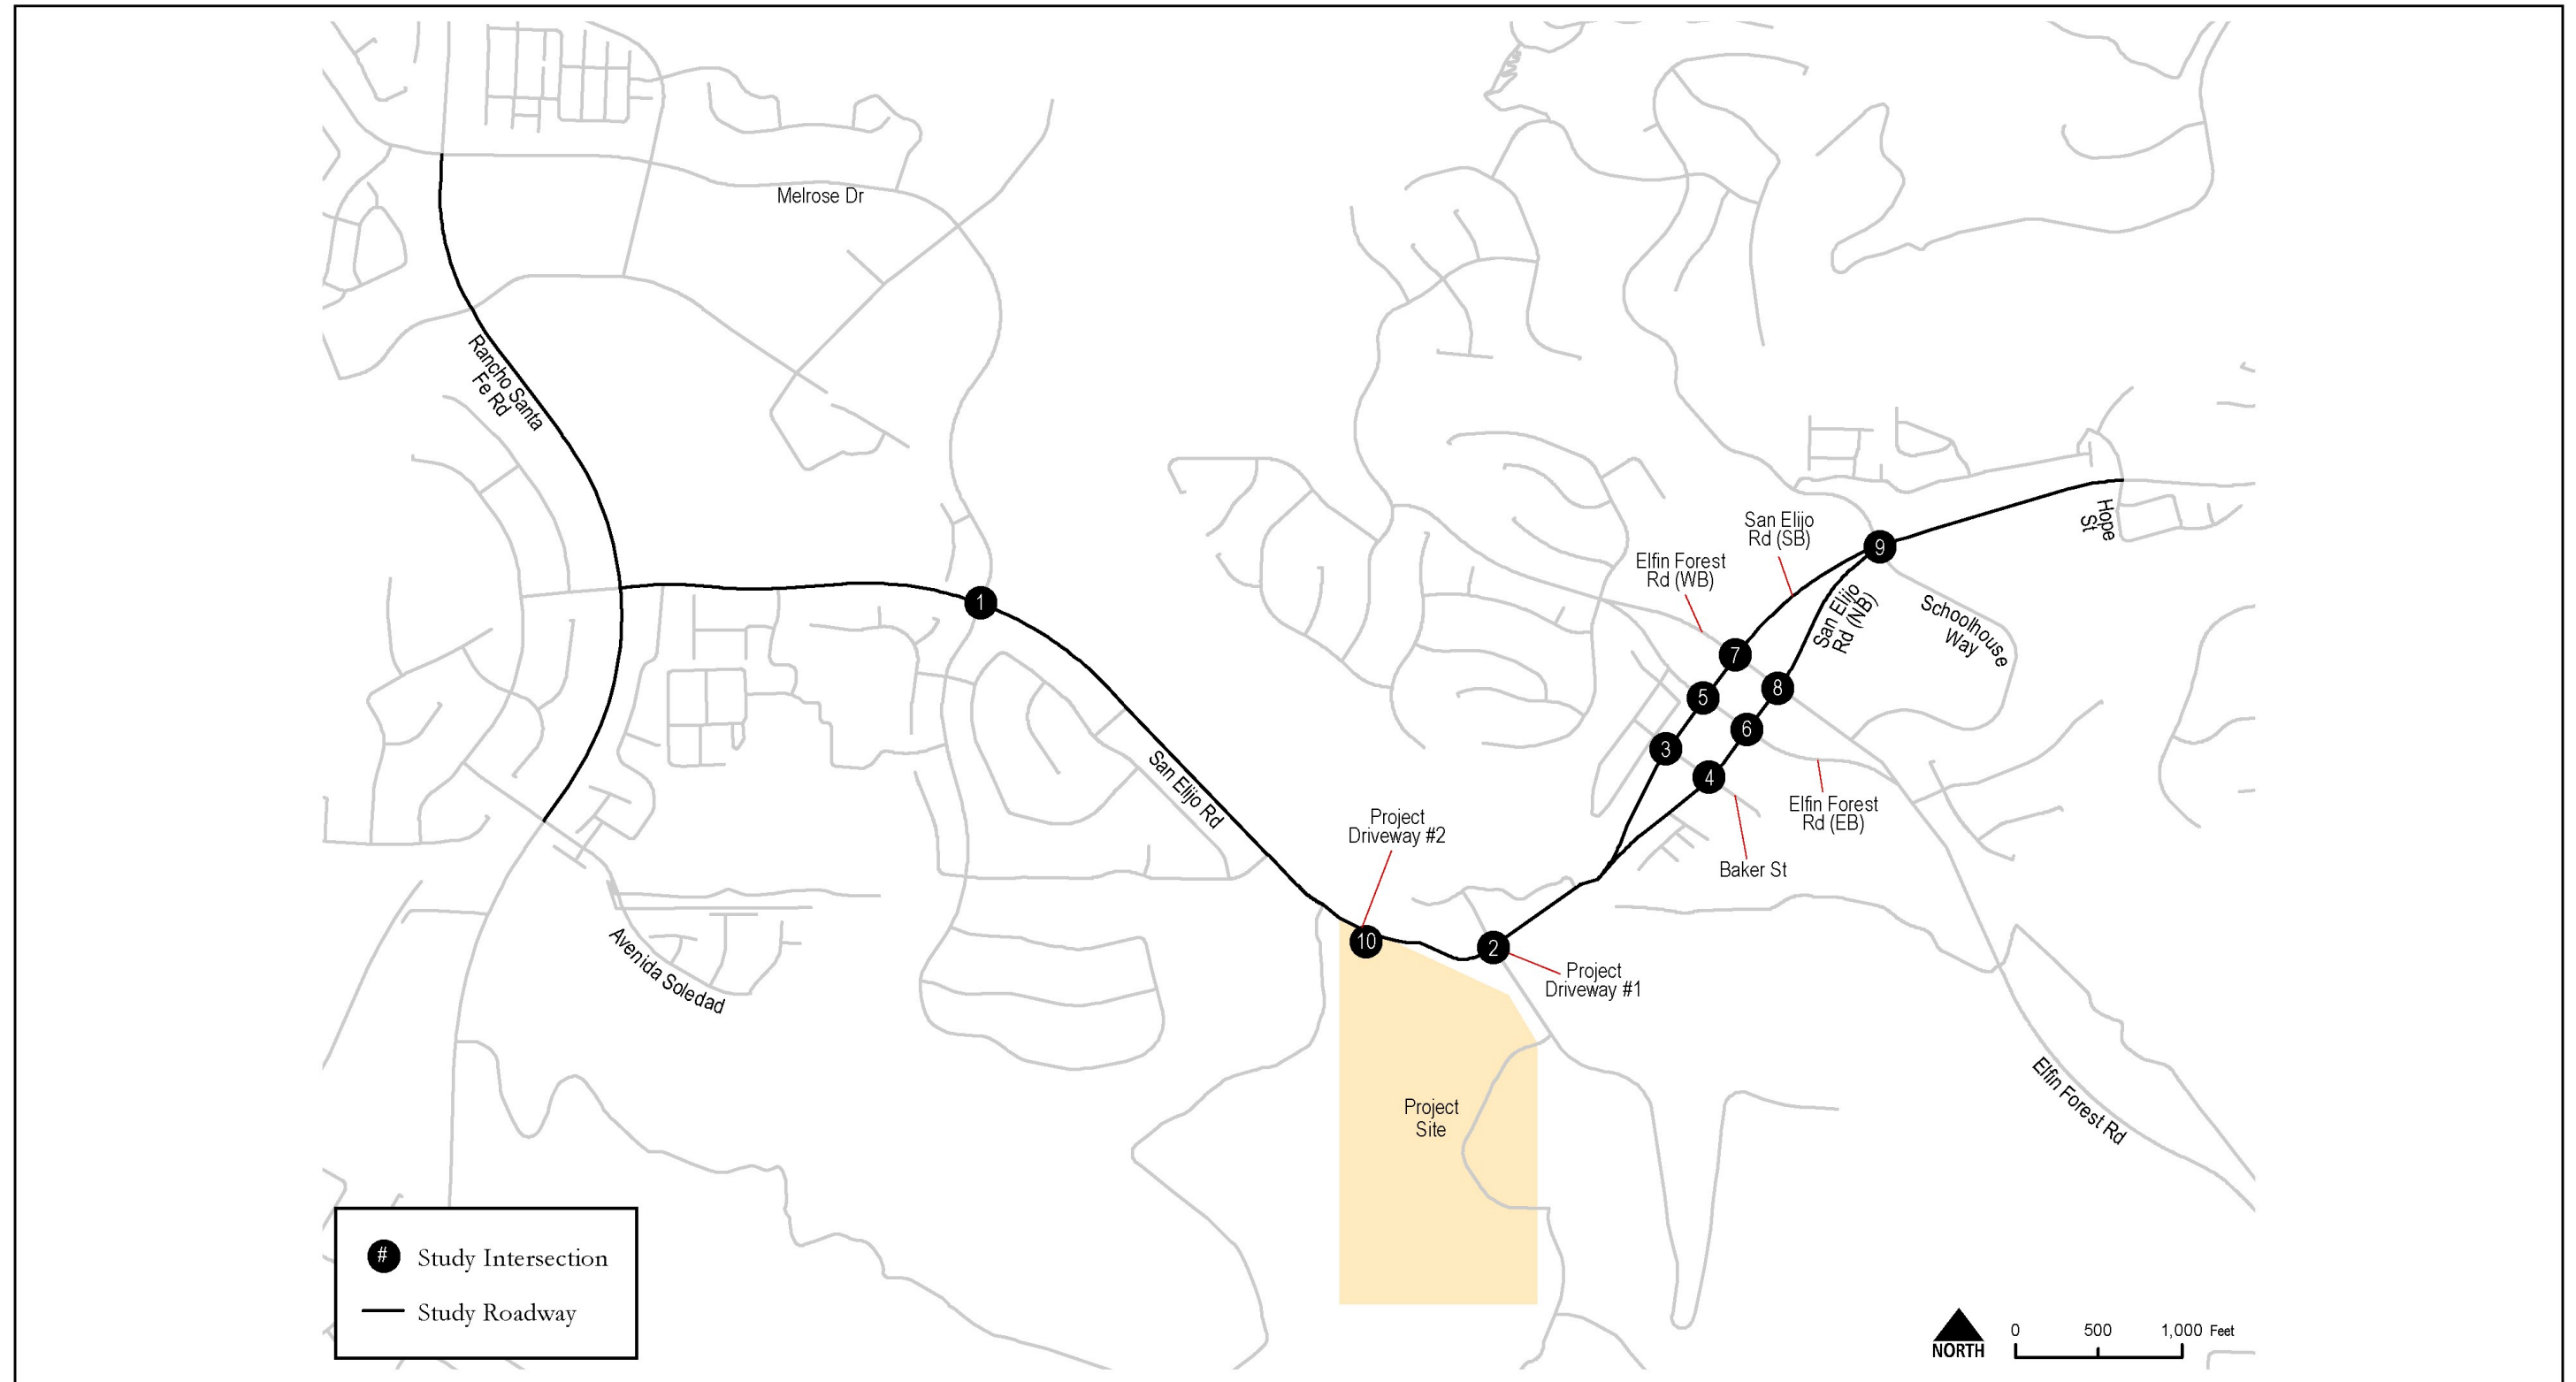 Melrose Dr
Rancho Santa
Fe Rd
San Elijo
Rd (SB)
Hope
St
9
Elfin Forest
Rd (WB)
San Elijo
Rd (NB)
Schoolhouse
Way
1
7
8
5
6
3
4
San Elijo Rd
Elfin Forest
Rd (EB)
Project
Driveway #2
Baker St
10
2
Avenida Soledad
Project
Driveway #1
Project
Site
Elfin Forest Rd
# Study Intersection
Study Roadway
NORTH
0 500 1,000 Feet